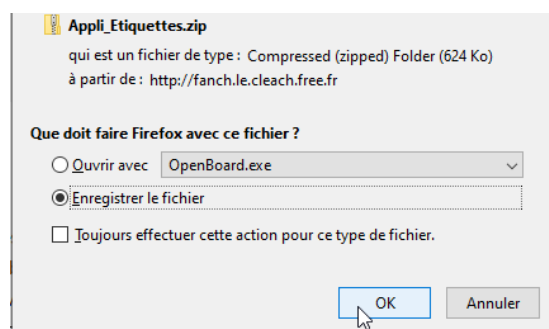 Appli_Etiquettes.zip
qui est un fichier de type : Compressed (zipped) Folder (624 Ko)
à partir de : http://fanch.le.cleach.free.fr
Que doit faire Firefox avec ce fichier ?
Ouvrir avec OpenBoard.exe
Enregistrer le fichier
Toujours effectuer cette action pour ce type de fichier.
OK Annuler